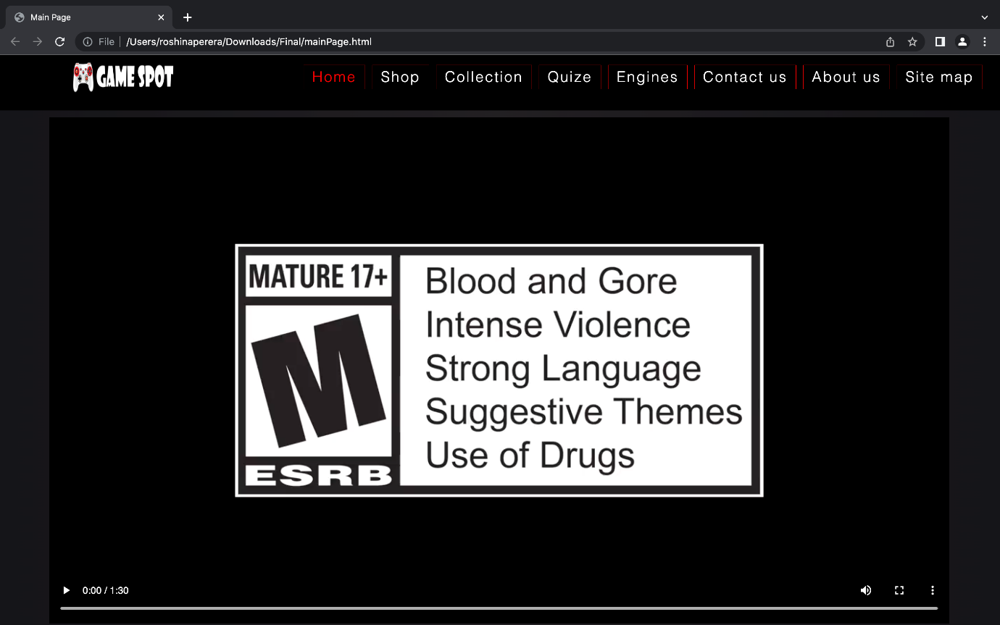 Main Page
File /Users/roshinaperera/Downloads/Final/mainPage.html
GAME SPOT Home Shop Collection Quize Engines Contact us About us Site map
MATURE 17+
M
ESRB
Blood and Gore
Intense Violence
Strong Language
Suggestive Themes
Use of Drugs
0:00 / 1:30